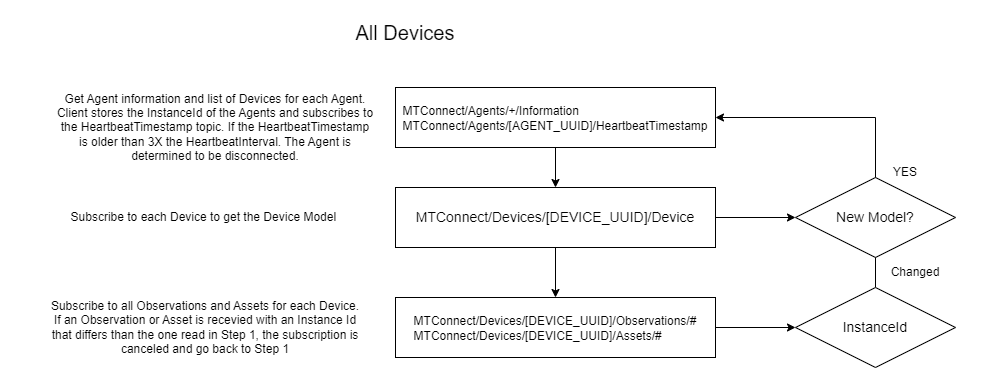 All Devices
Get Agent information and list of Devices for each Agent.
Client stores the InstanceId of the Agents and subscribes to
the HeartbeatTimestamp topic. If the HeartbeatTimestamp
is older than 3X the HeartbeatInterval. The Agent is
determined to be disconnected.
MTConnect/Agents/+/Information
MTConnect/Agents/[AGENT_UUID]/HeartbeatTimestamp
YES
Subscribe to each Device to get the Device Model
MTConnect/Devices/[DEVICE_UUID]/Device
New Model?
Changed
Subscribe to all Observations and Assets for each Device.
If an Observation or Asset is recevied with an Instance Id
that differs than the one read in Step 1, the subscription is
canceled and go back to Step 1
MTConnect/Devices/[DEVICE_UUID]/Observations/#
MTConnect/Devices/[DEVICE_UUID]/Assets/#
InstanceId